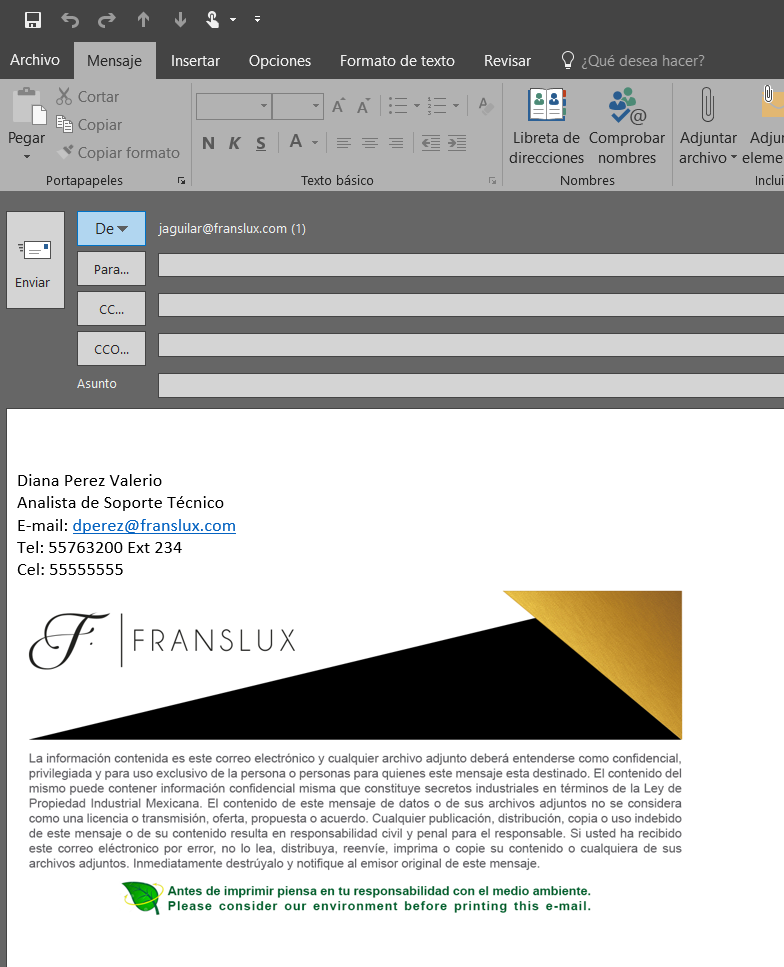 Archivo Mensaje Insertar Opciones Formato de texto Revisar ¿Qué desea hacer?
Pegar
Cortar
Copiar
Copiar formato
Portapapeles
N K S A
Texto básico
Libreta de direcciones
Comprobar nombres
Nombres
Adjuntar archivo
Adju
eleme
Inclui
Enviar
De jaguilar@franslux.com (1)
Para...
CC...
CCO...
Asunto
Diana Perez Valerio
Analista de Soporte Técnico
E-mail: dperez@franslux.com
Tel: 55763200 Ext 234
Cel: 55555555
F. | FRANSLUX
La información contenida es este correo electrónico y cualquier archivo adjunto deberá entenderse como confidencial,
privilegiada y para uso exclusivo de la persona o personas para quienes este mensaje esta destinado. El contenido del
mismo puede contener información confidencial misma que constituye secretos industriales en términos de la Ley de
Propiedad Industrial Mexicana. El contenido de este mensaje de datos o de sus archivos adjuntos no se considera
como una licencia o transmisión, oferta, propuesta o acuerdo. Cualquier publicación, distribución, copia o uso indebido
de este mensaje o de su contenido resulta en responsabilidad civil y penal para el responsable. Si usted ha recibido
este correo eléctronico por error, no lo lea, distribuya, reenvíe, imprima o copie su contenido o cualquiera de sus
archivos adjuntos. Inmediatamente destrúyalo y notifique al emisor original de este mensaje.
Antes de imprimir piensa en tu responsabilidad con el medio ambiente.
Please consider our environment before printing this e-mail.